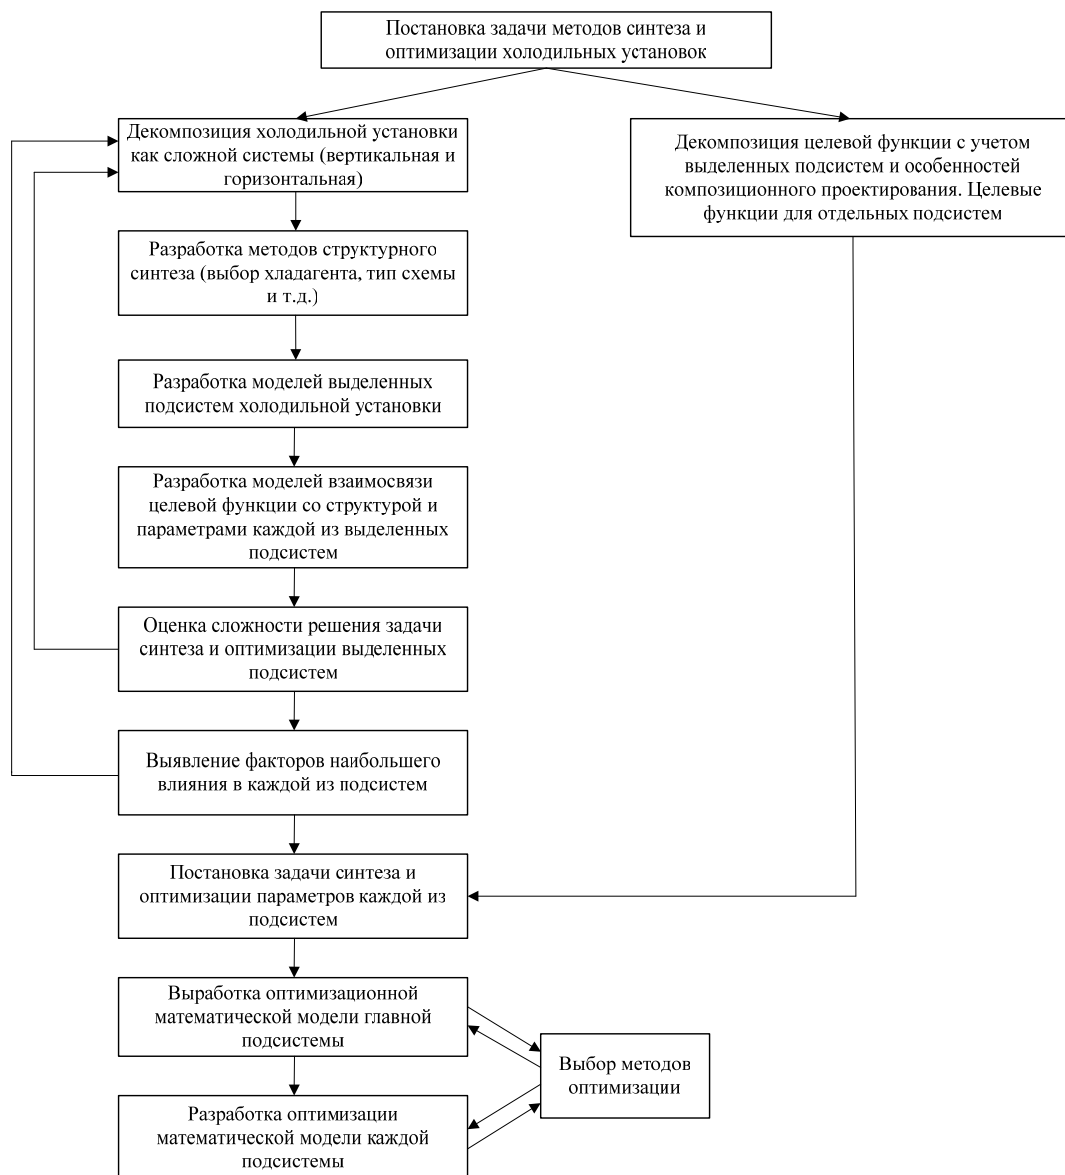 Постановка задачи методов синтеза и
оптимизации холодильных установок
Декомпозиция холодильной установки
как сложной системы (вертикальная и
горизонтальная)
Декомпозиция целевой функции с учетом
выделенных подсистем и особенностей
композиционного проектирования. Целевые
функции для отдельных подсистем
Разработка методов структурного
синтеза (выбор хладагента, тип схемы
и т.д.)
Разработка моделей выделенных
подсистем холодильной установки
Разработка моделей взаимосвязи
целевой функции со структурой и
параметрами каждой из выделенных
подсистем
Оценка сложности решения задачи
синтеза и оптимизации выделенных
подсистем
Выявление факторов наибольшего
влияния в каждой из подсистем
Постановка задачи синтеза и
оптимизации параметров каждой из
подсистем
Выработка оптимизационной
математической модели главной
подсистемы
Выбор методов
оптимизации
Разработка оптимизации
математической модели каждой
подсистемы